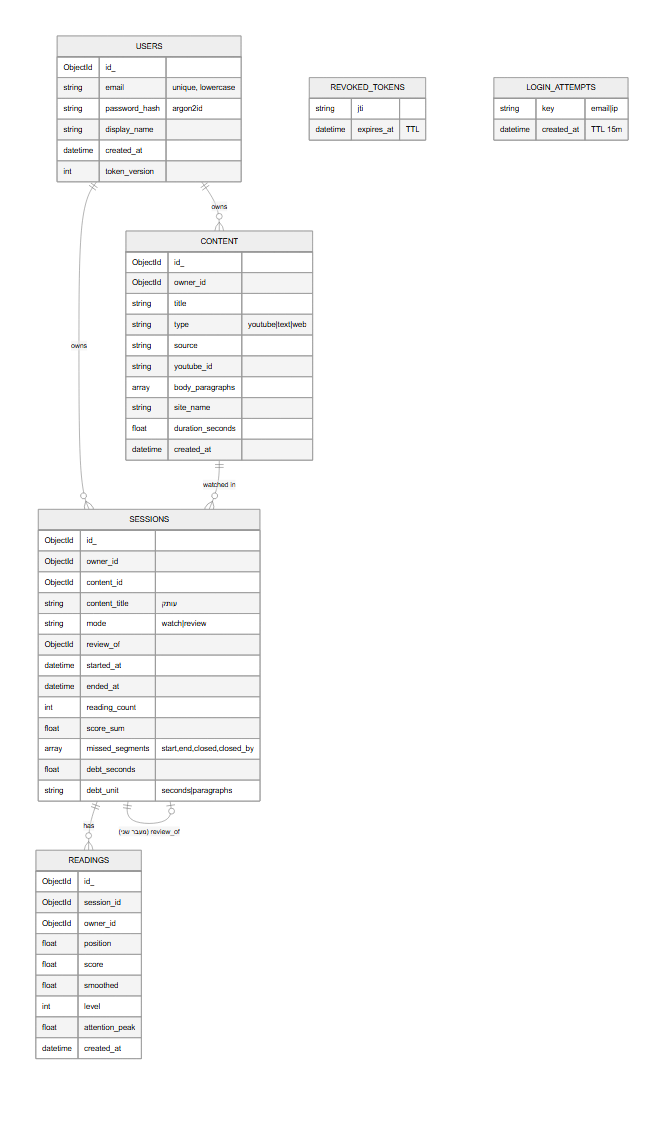 USERS
ObjectId id_
string email unique, lowercase
string password_hash argon2id
string display_name
datetime created_at
int token_version
REVOKED_TOKENS
string jti
datetime expires_at TTL
LOGIN_ATTEMPTS
string key email|ip
datetime created_at TTL 15m
owns
owns
CONTENT
ObjectId id_
ObjectId owner_id
string title
string type youtube|text|web
string source
string youtube_id
array body_paragraphs
string site_name
float duration_seconds
datetime created_at
watched in
SESSIONS
ObjectId id_
ObjectId owner_id
ObjectId content_id
string content_title עותק
string mode watch|review
ObjectId review_of
datetime started_at
datetime ended_at
int reading_count
float score_sum
array missed_segments start,end,closed,closed_by
float debt_seconds
string debt_unit seconds|paragraphs
has
review_of (מעבר שני)
READINGS
ObjectId id_
ObjectId session_id
ObjectId owner_id
float position
float score
float smoothed
int level
float attention_peak
datetime created_at